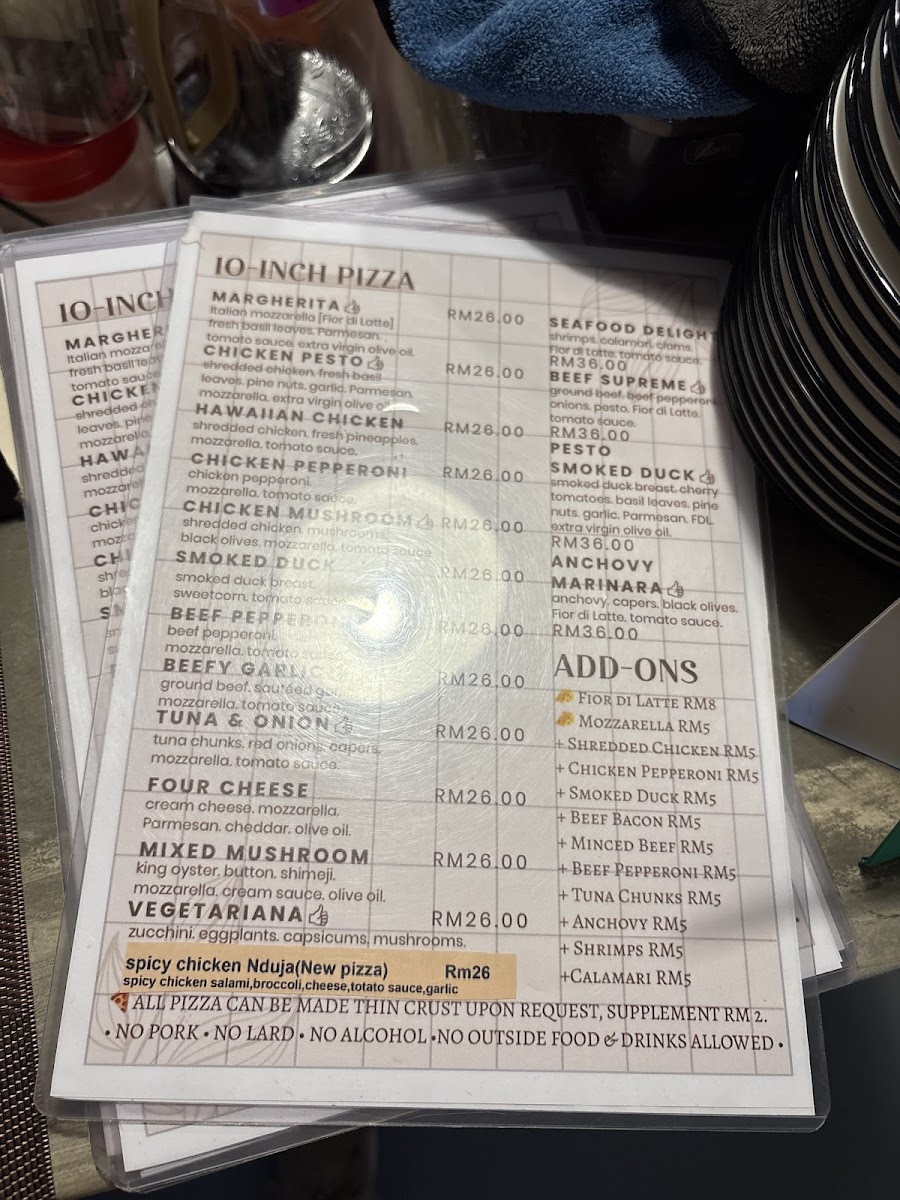 10-INCH PIZZA
MARGHERITA RM26.00
Italian mozzarella [Fior di Latte]
fresh basil leaves. Parmesan.
tomato sauce. extra virgin olive oil.
CHICKEN PESTO RM26.00
shredded chicken. fresh basil
leaves. pine nuts. garlic. Parmesan.
mozzarella. extra virgin olive oil
HAWAIIAN CHICKEN RM26.00
shredded chicken. fresh pineapples.
mozzarella. tomato sauce.
CHICKEN PEPPERONI RM26.00
chicken pepperoni.
mozzarella. tomato sauce.
CHICKEN MUSHROOM RM26.00
shredded chicken. mushrooms.
black olives. mozzarella. tomato sauce
SMOKED DUCK RM26.00
smoked duck breast.
sweetcorn. tomato sauce
BEEF PEPPERONI RM26.00
beef pepperoni.
mozzarella. tomato sauce.
BEEFY GARLIC RM26.00
ground beef. sautéed
mozzarella. tomato sauce.
TUNA & ONION RM26.00
tuna chunks. red onions. capers.
mozzarella. tomato sauce.
FOUR CHEESE RM26.00
cream cheese. mozzarella.
Parmesan. cheddar. olive oil.
MIXED MUSHROOM RM26.00
king oyster. button. shimeji.
mozzarella. cream sauce. olive oil.
VEGETARIANA RM26.00
zucchini. eggplants. capsicums. mushrooms.
spicy chicken Nduja(New pizza) Rm26
spicy chicken salami,broccoli,cheese,totato sauce,garlic
SEAFOOD DELIGHT
shrimps. calamari. clams.
Fior di Latte. tomato sauce.
RM36.00
BEEF SUPREME
ground beef. beef pepperoni.
onions. pesto. Fior di Latte.
tomato sauce.
RM36.00
PESTO
SMOKED DUCK
smoked duck breast. cherry
tomatoes. basil leaves. pine
nuts. garlic. Parmesan. FDL.
extra virgin olive oil.
RM36.00
ANCHOVY
MARINARA
anchovy. capers. black olives.
Fior di Latte. tomato sauce.
RM36.00
ADD-ONS
FIOR DI LATTE RM8
MOZZARELLA RM5
+ SHREDDED CHICKEN RM5
+ CHICKEN PEPPERONI RM5
+ SMOKED DUCK RM5
+ BEEF BACON RM5
+ MINCED BEEF RM5
+ BEEF PEPPERONI RM5
+ TUNA CHUNKS RM5
+ ANCHOVY RM5
+ SHRIMPS RM5
+CALAMARI RM5
ALL PIZZA CAN BE MADE THIN CRUST UPON REQUEST, SUPPLEMENT RM 2.
• NO PORK • NO LARD • NO ALCOHOL •NO OUTSIDE FOOD & DRINKS ALLOWED •